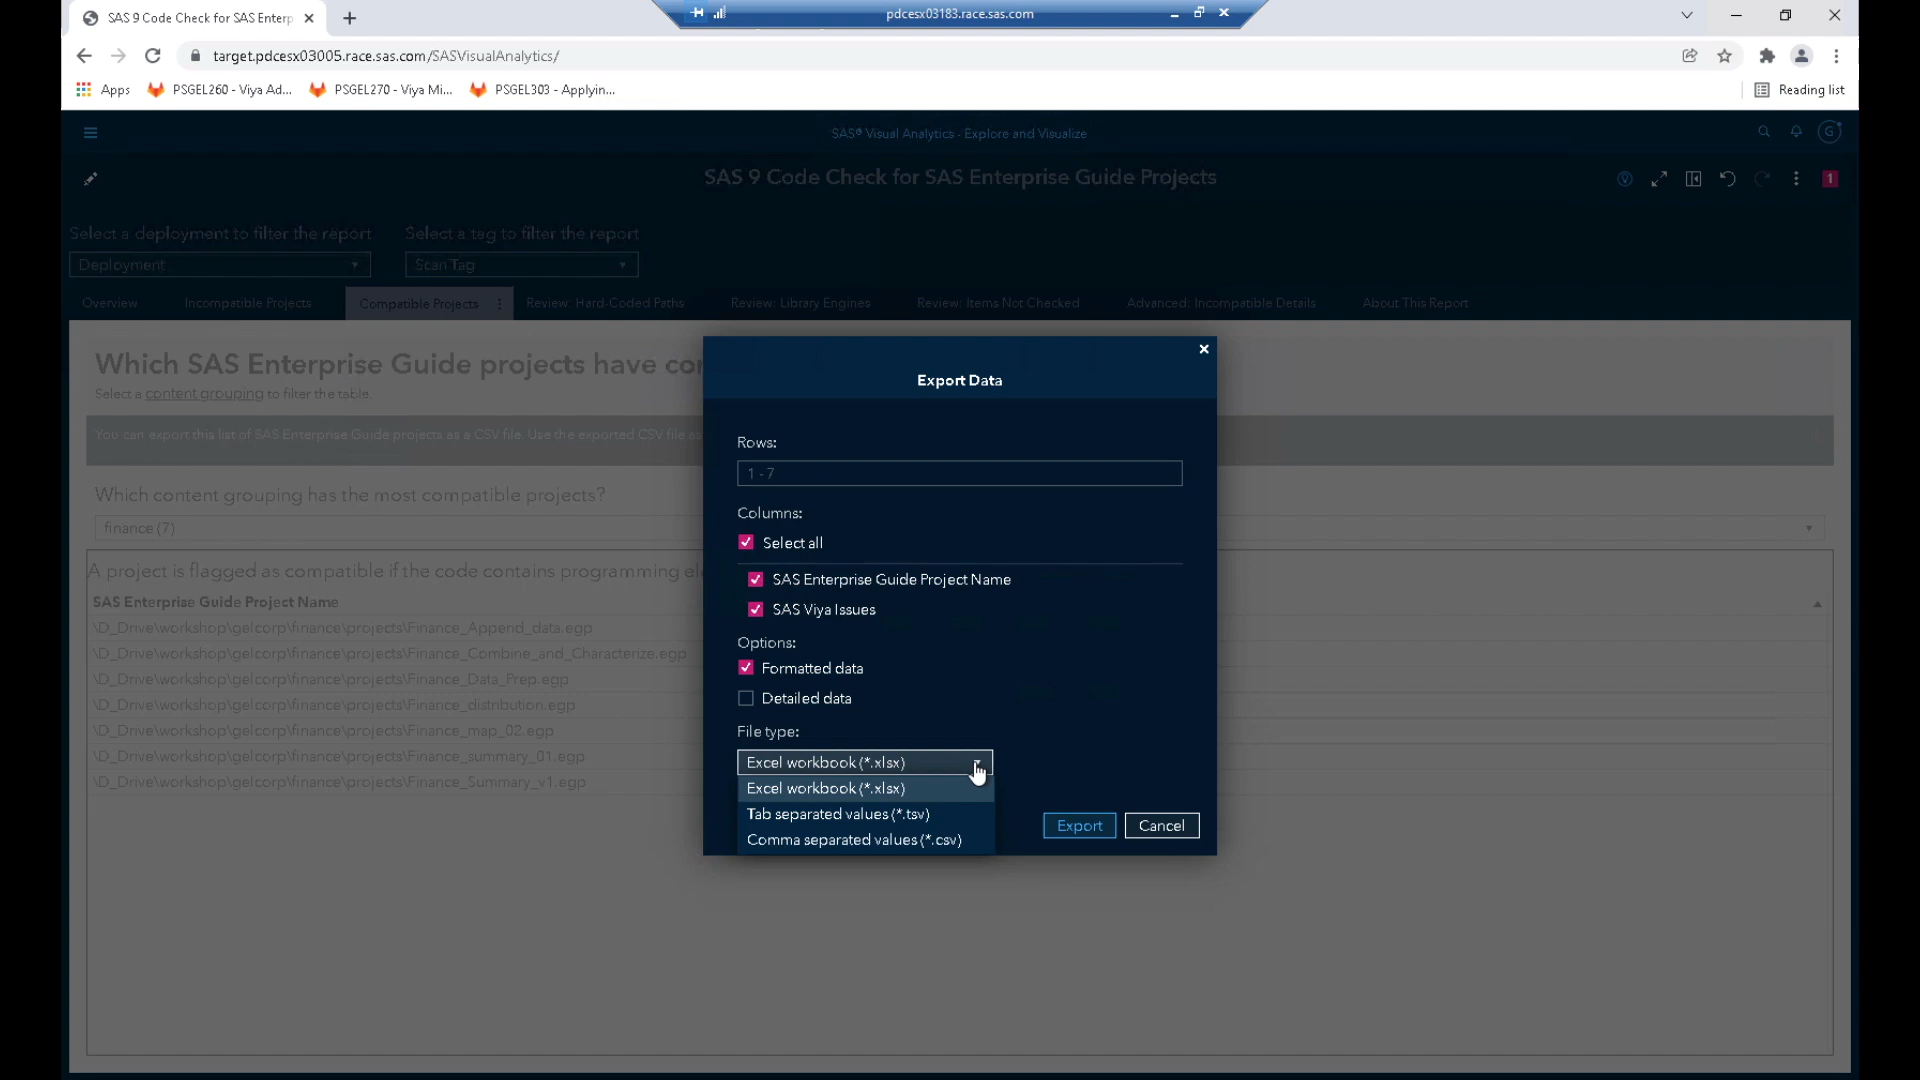 SAS 9 Code Check for SAS Enterp
pdcesx03183.race.sas.com
target.pdcesx03005.race.sas.com/SASVisualAnalytics/
Apps
PSGEL260 - Viya Ad...
PSGEL270 - Viya Mi...
PSGEL303 - Applyin...
Reading list
SAS® Visual Analytics - Explore and Visualize
G
SAS 9 Code Check for SAS Enterprise Guide Projects
1
Select a deployment to filter the report
Select a tag to filter the report
Deployment
Scan Tag
Overview
Incompatible Projects
Compatible Projects
Review: Hard-Coded Paths
Review: Library Engines
Review: Items Not Checked
Advanced: Incompatible Details
About This Report
Which SAS Enterprise Guide projects have co
Select a content grouping to filter the table.
You can export this list of SAS Enterprise Guide projects as a CSV file. Use the exported CSV file as
Which content grouping has the most compatible projects?
finance (7)
A project is flagged as compatible if the code contains programming el
SAS Enterprise Guide Project Name
\D_Drive\workshop\gelcorp\finance\projects\Finance_Append_data.egp
\D_Drive\workshop\gelcorp\finance\projects\Finance_Combine_and_Characterize.egp
\D_Drive\workshop\gelcorp\finance\projects\Finance_Data_Prep.egp
\D_Drive\workshop\gelcorp\finance\projects\Finance_distribution.egp
\D_Drive\workshop\gelcorp\finance\projects\Finance_map_02.egp
\D_Drive\workshop\gelcorp\finance\projects\Finance_summary_01.egp
\D_Drive\workshop\gelcorp\finance\projects\Finance_Summary_v1.egp
Export Data
Rows:
1 - 7
Columns:
Select all
SAS Enterprise Guide Project Name
SAS Viya Issues
Options:
Formatted data
Detailed data
File type:
Excel workbook (*.xlsx)
Excel workbook (*.xlsx)
Tab separated values (*.tsv)
Comma separated values (*.csv)
Export
Cancel